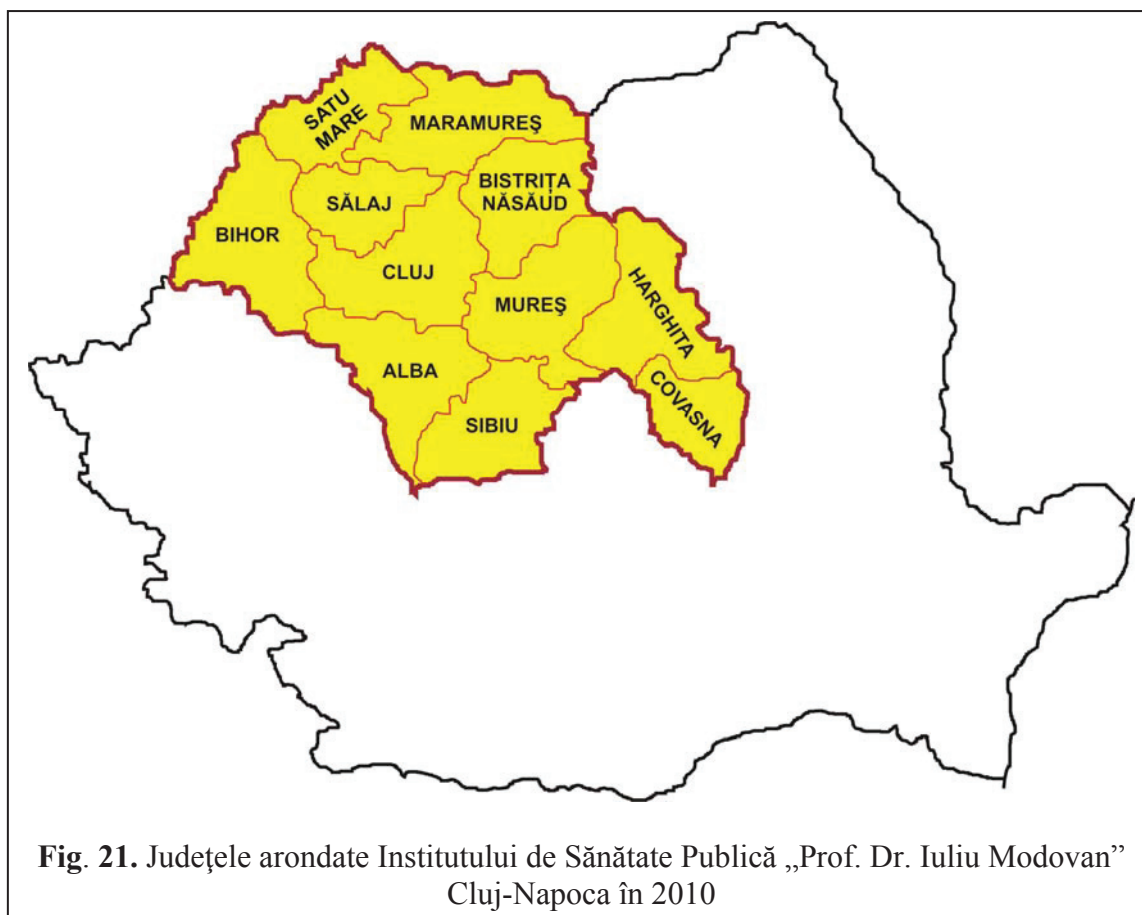 SATU
MARE
MARAMUREŞ
BISTRIȚA
NĂSĂUD
SĂLAJ
BIHOR
CLUJ
MUREŞ
HARGHITA
ALBA
COVASNA
SIBIU
Fig. 21. Judeţele arondate Institutului de Sănătate Publică „Prof. Dr. Iuliu Modovan”
Cluj-Napoca în 2010